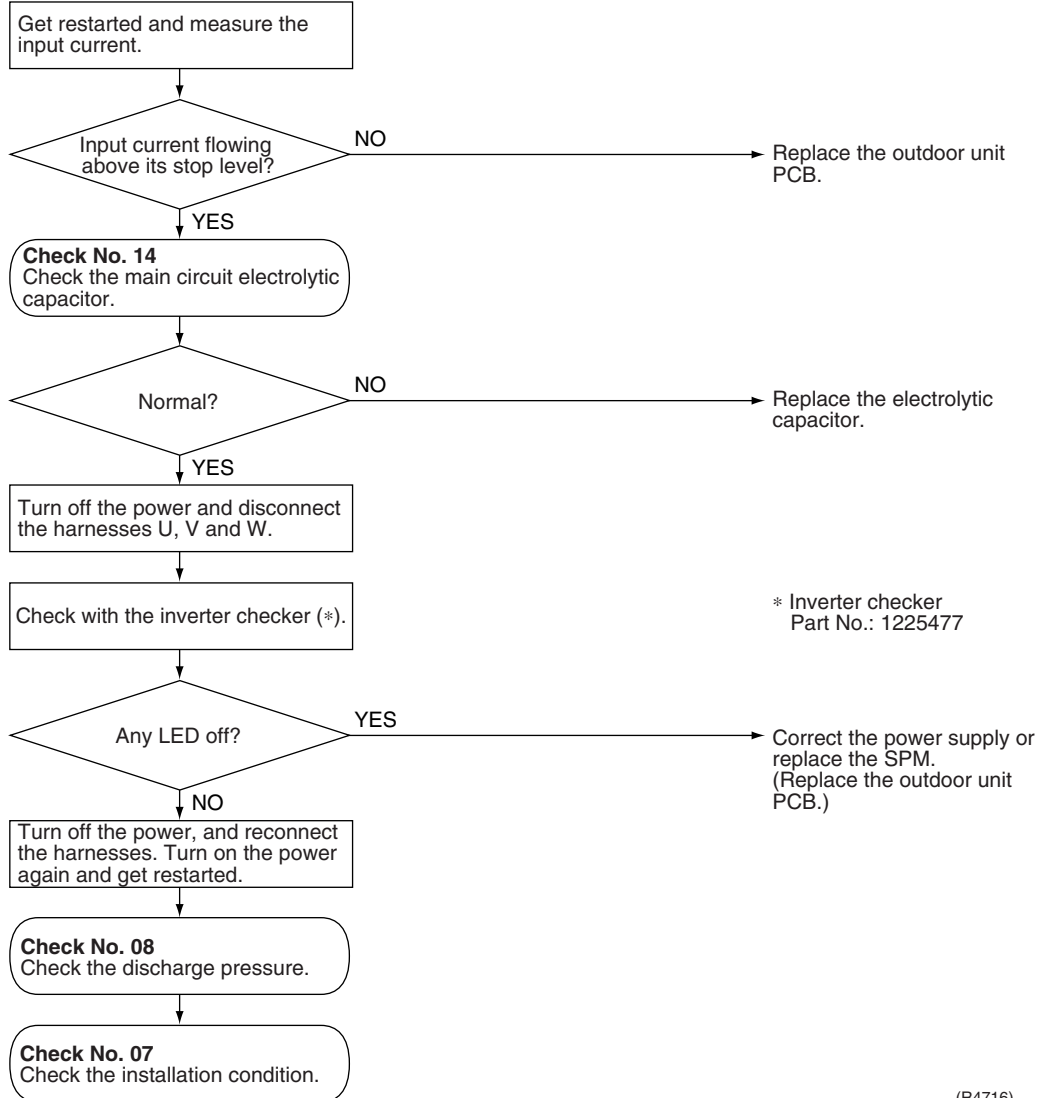 Get restarted and measure the
input current.
Input current flowing
above its stop level?
NO
Replace the outdoor unit
PCB.
YES
Check No. 14
Check the main circuit electrolytic
capacitor.
Normal?
NO
Replace the electrolytic
capacitor.
YES
Turn off the power and disconnect
the harnesses U, V and W.
Check with the inverter checker (*).
* Inverter checker
Part No.: 1225477
Any LED off?
YES
Correct the power supply or
replace the SPM.
(Replace the outdoor unit
PCB.)
NO
Turn off the power, and reconnect
the harnesses. Turn on the power
again and get restarted.
Check No. 08
Check the discharge pressure.
Check No. 07
Check the installation condition.
(R4716)